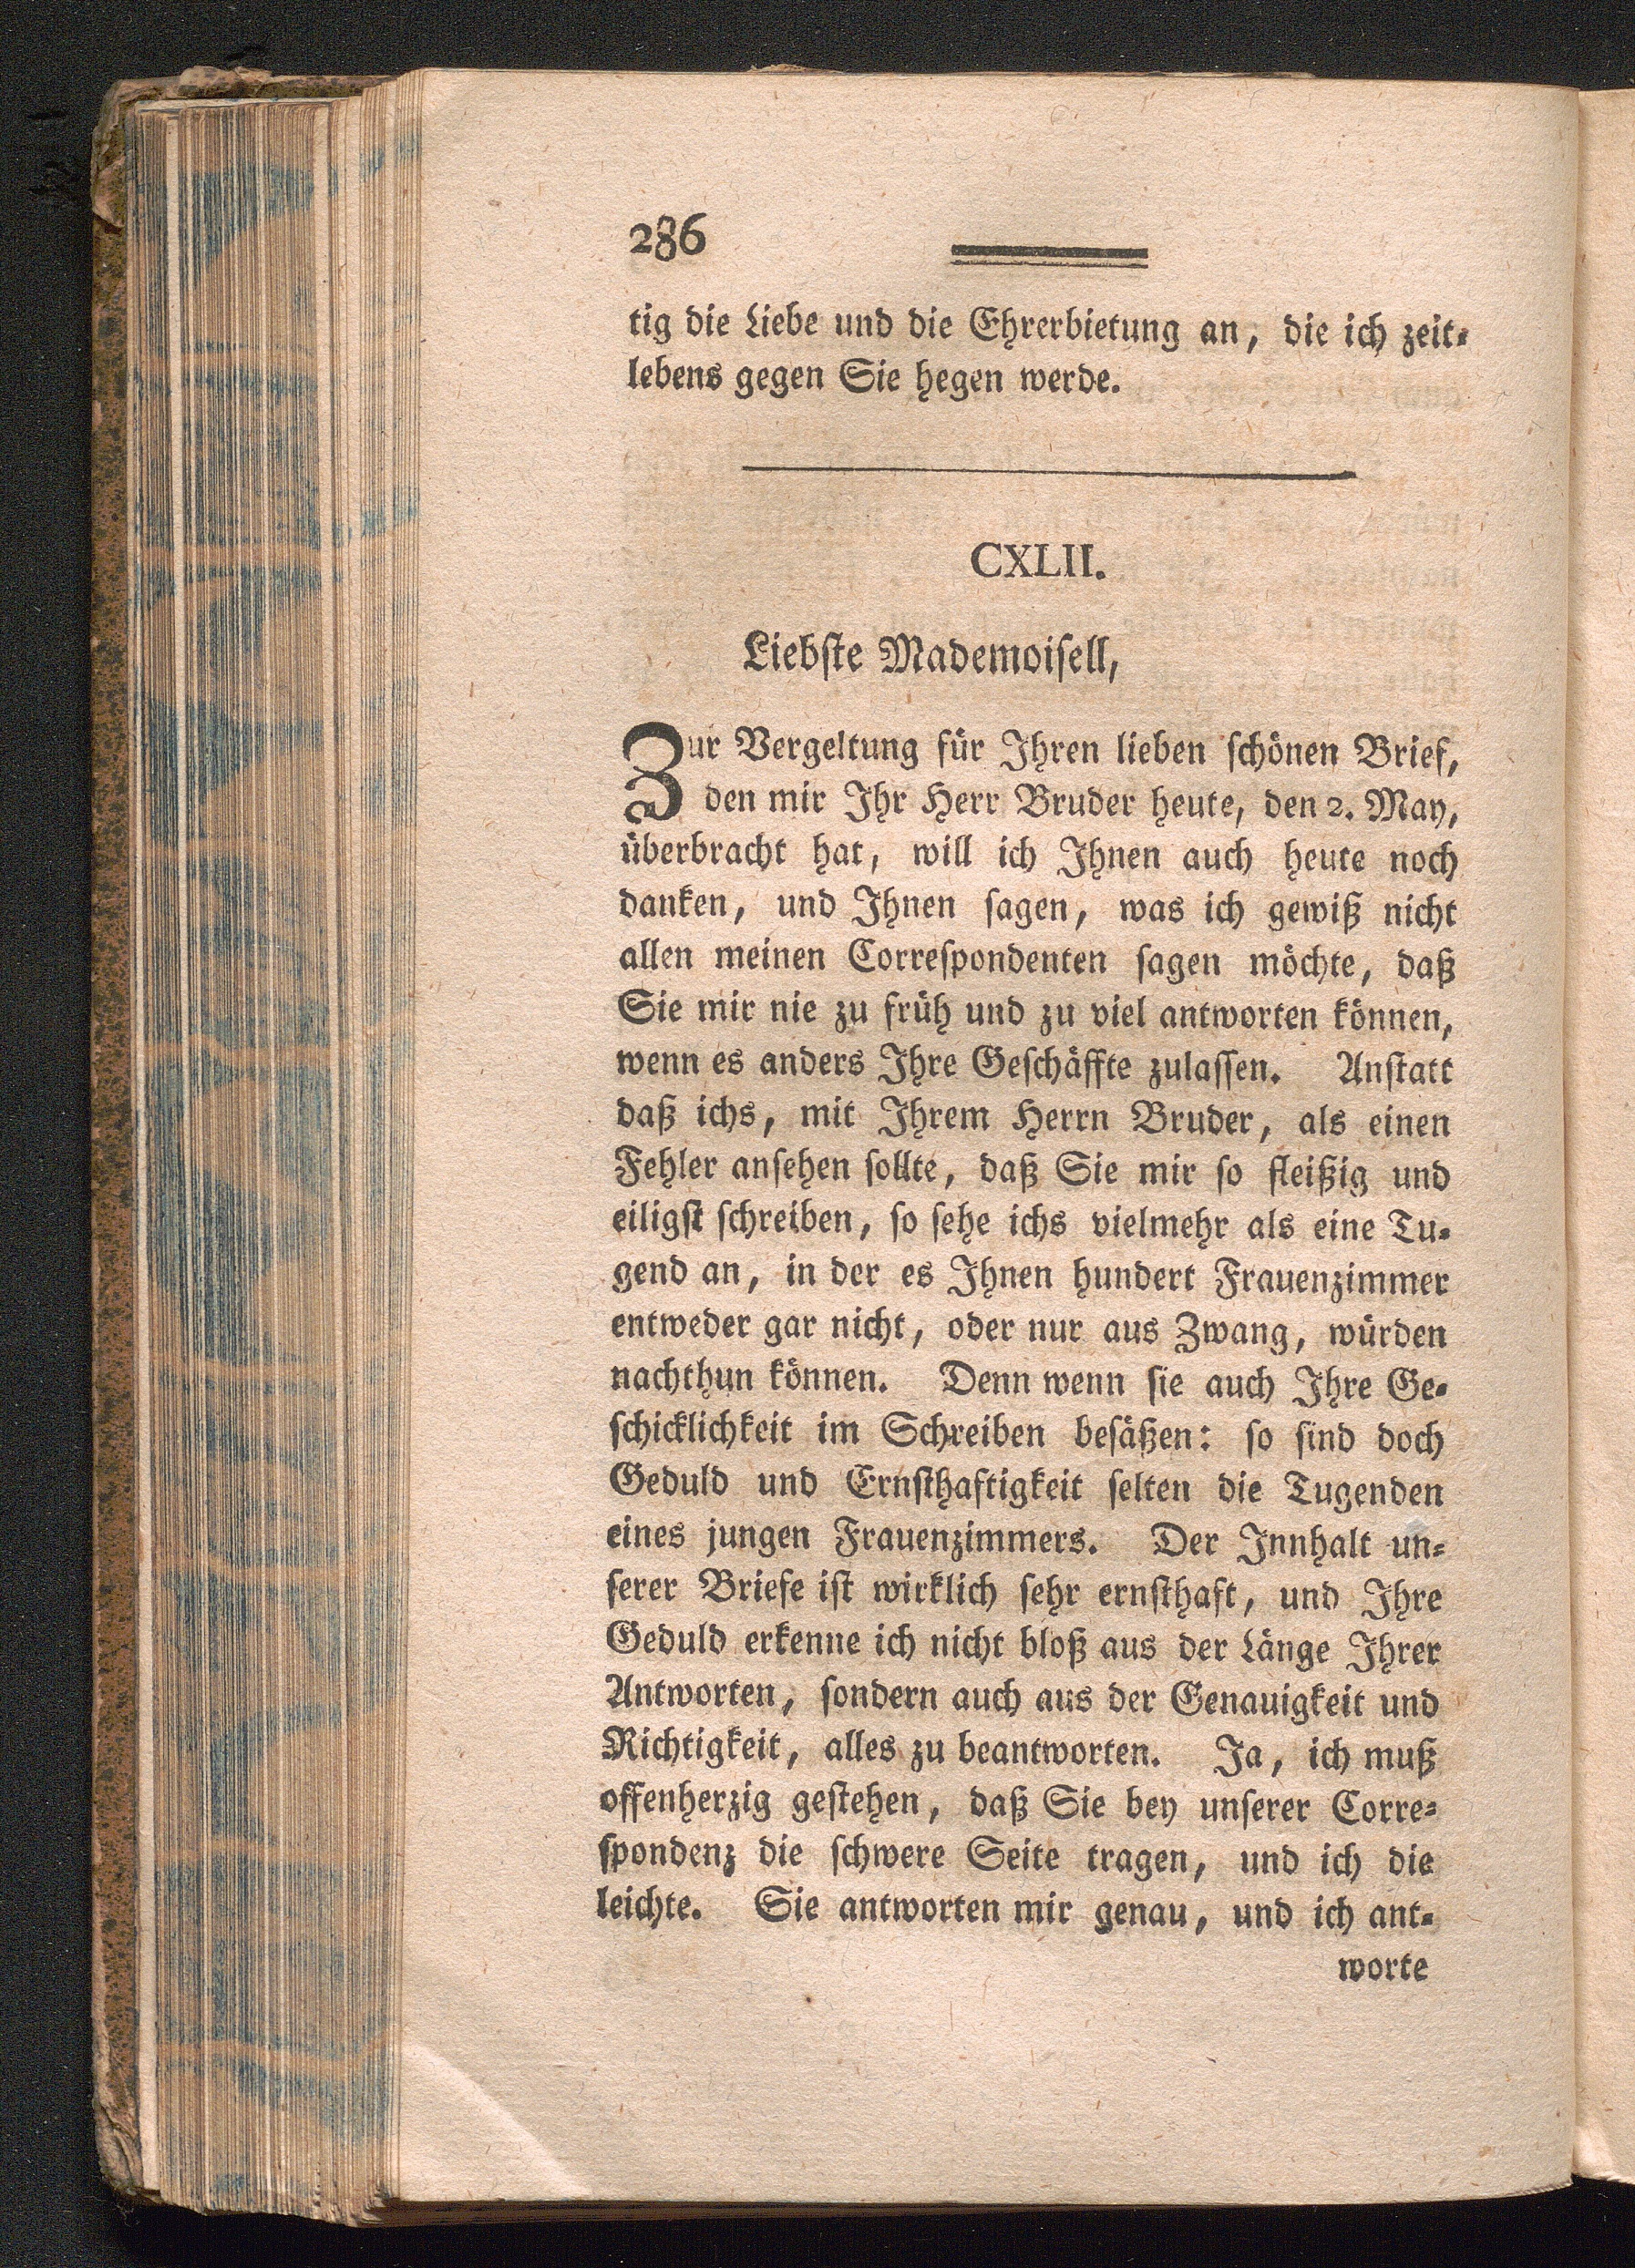 286
tig die Liebe und die Ehrerbietung an, die ich zeit⸗
lebens gegen Sie hegen werde.
CXLII.
Liebſte Mademoiſell,
Zur Vergeltung für Ihren lieben ſchönen Brief,
den mir Ihr Herr Bruder heute, den 2. May,
überbracht hat, will ich Ihnen auch heute noch
danken, und Ihnen ſagen, was ich gewiß nicht
allen meinen Correſpondenten ſagen möchte, daß
Sie mir nie zu früh und zu viel antworten können,
wenn es anders Ihre Geſchäffte zulaſſen. Anſtatt
daß ichs, mit Ihrem Herrn Bruder, als einen
Fehler anſehen ſollte, daß Sie mir ſo fleißig und
eiligſt ſchreiben, ſo ſehe ichs vielmehr als eine Tu⸗
gend an, in der es Ihnen hundert Frauenzimmer
entweder gar nicht, oder nur aus Zwang, würden
nachthun können. Denn wenn ſie auch Ihre Ge⸗
ſchicklichkeit im Schreiben beſäßen: ſo ſind doch
Geduld und Ernſthaftigkeit ſelten die Tugenden
eines jungen Frauenzimmers. Der Innhalt un⸗
ſerer Briefe iſt wirklich ſehr ernſthaft, und Ihre
Geduld erkenne ich nicht bloß aus der Länge Ihrer
Antworten, ſondern auch aus der Genauigkeit und
Richtigkeit, alles zu beantworten. Ja, ich muß
offenherzig geſtehen, daß Sie bey unſerer Corre⸗
ſpondenz die ſchwere Seite tragen, und ich die
leichte. Sie antworten mir genau, und ich ant⸗
worte